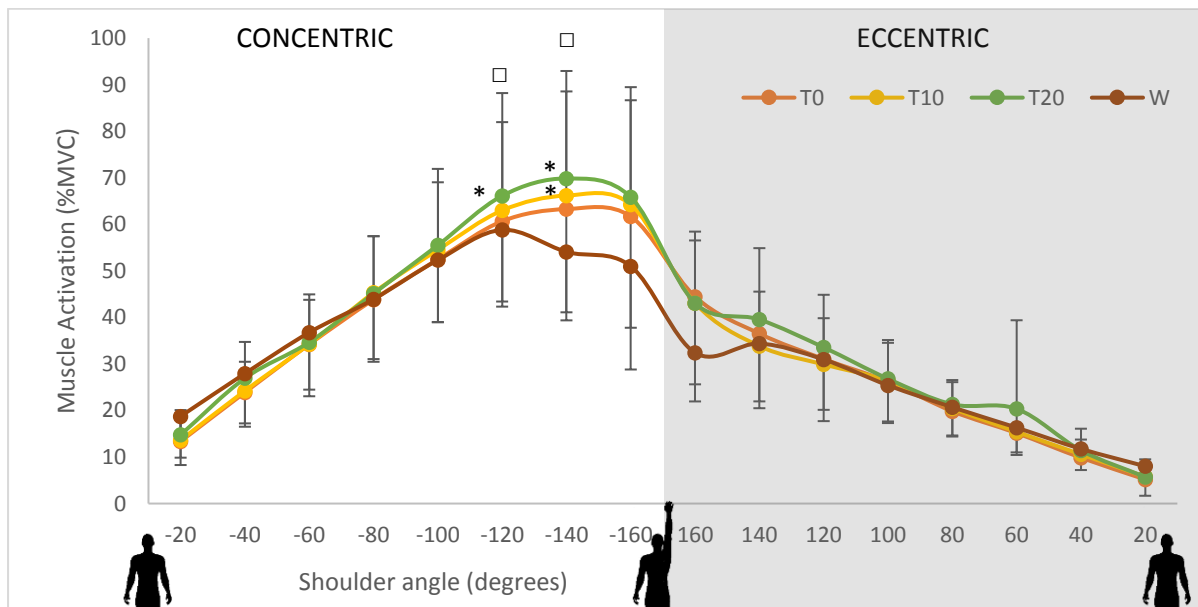 CONCENTRIC
ECCENTRIC
T0 T10 T20 W
Muscle Activation (%MVC)
100
90
80
70
60
50
40
30
20
10
0
□
□
*
*
*
-20 -40 -60 -80 -100 -120 -140 -160 160 140 120 100 80 60 40 20
Shoulder angle (degrees)